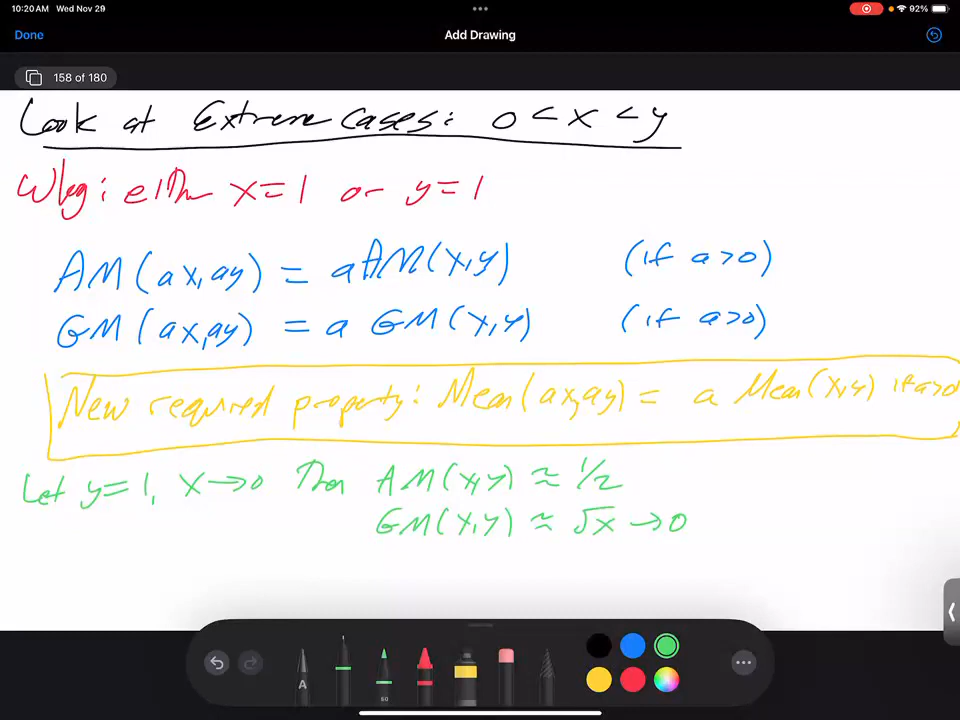 10:20 AM Wed Nov 29
92%
Done
Add Drawing
158 of 180
Look at Extreme Cases: 0 < x < y
Wlog: either x=1 or y=1
AM(ax,ay) = a AM(x,y) (if a>0)
GM(ax,ay) = a GM(x,y) (if a>0)
New required property: Mean(ax,ay) = a Mean(x,y) if a>0
Let y=1, x→0 Then AM(x,y) ≈ 1/2
GM(x,y) ≈ √x →0
A
80